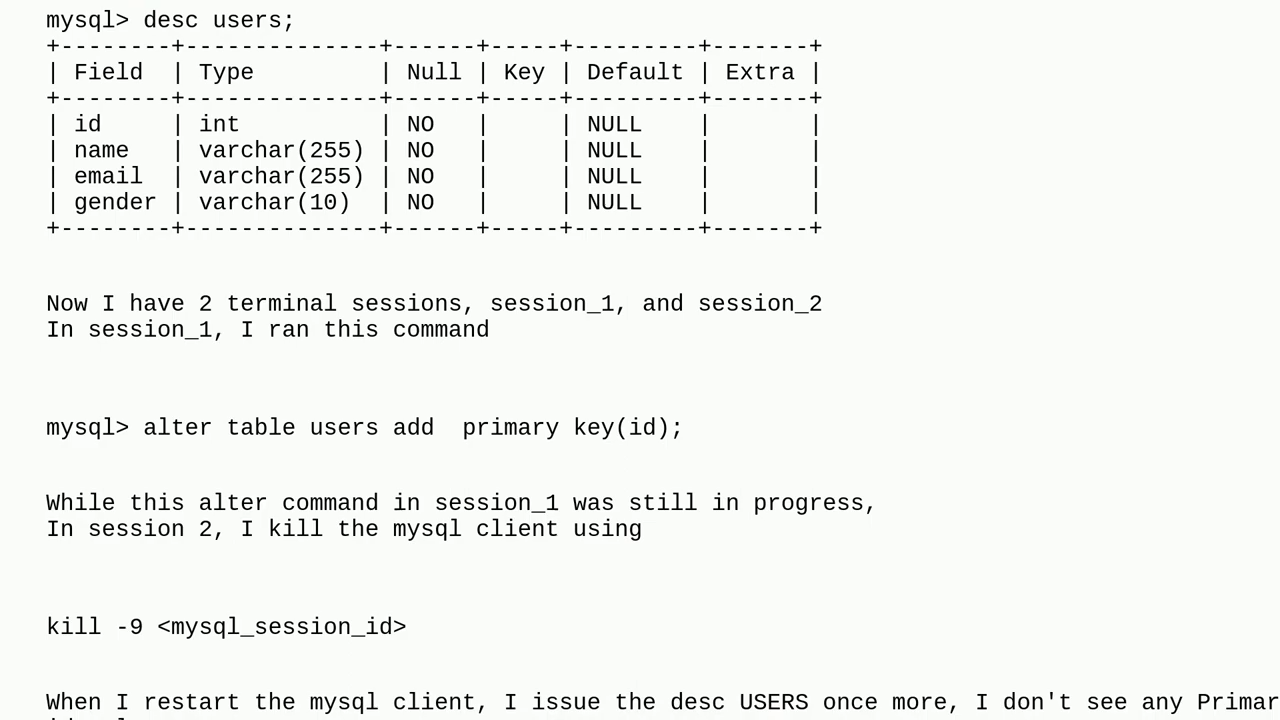 mysql> desc users;
+--------+--------------+------+-----+---------+-------+
| Field  | Type         | Null | Key | Default | Extra |
+--------+--------------+------+-----+---------+-------+
| id     | int          | NO   |     | NULL    |       |
| name   | varchar(255) | NO   |     | NULL    |       |
| email  | varchar(255) | NO   |     | NULL    |       |
| gender | varchar(10)  | NO   |     | NULL    |       |
+--------+--------------+------+-----+---------+-------+
Now I have 2 terminal sessions, session_1, and session_2
In session_1, I ran this command
mysql> alter table users add  primary key(id);
While this alter command in session_1 was still in progress,
In session 2, I kill the mysql client using
kill -9 <mysql_session_id>
When I restart the mysql client, I issue the desc USERS once more, I don't see any Primar